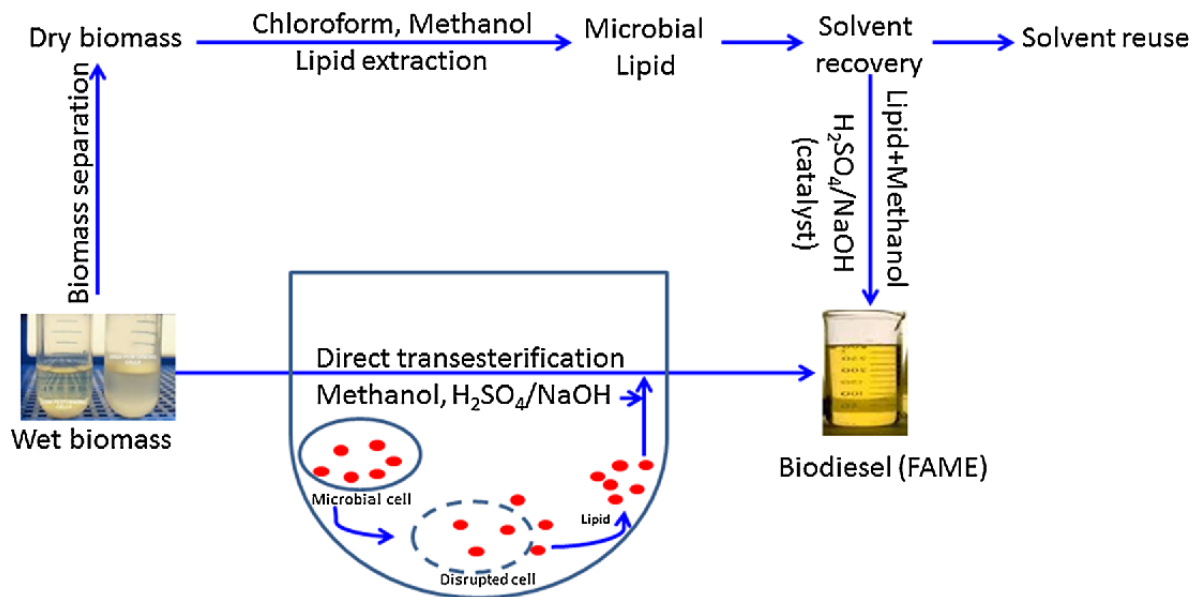 Chloroform, Methanol
Dry biomass
Lipid extraction
Microbial
Lipid
Solvent
recovery
Solvent reuse
Biomass separation
Lipid+Methanol
H₂SO₄/NaOH
(catalyst)
Direct transesterification
Methanol, H₂SO₄/NaOH
Wet biomass
Microbial cell
Disrupted cell
Lipid
Biodiesel (FAME)